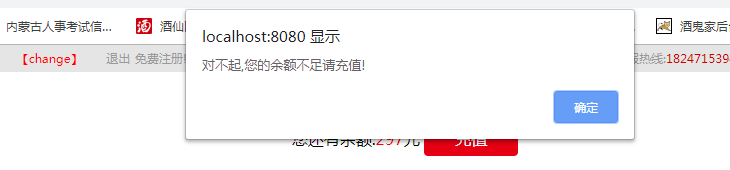 内蒙古人事考试信...
酒
酒仙
酒鬼家后
localhost:8080 显示
对不起,您的余额不足请充值!
确定
【change】
退出 免费注册
热线:182471539
您还有余额:297元
充值